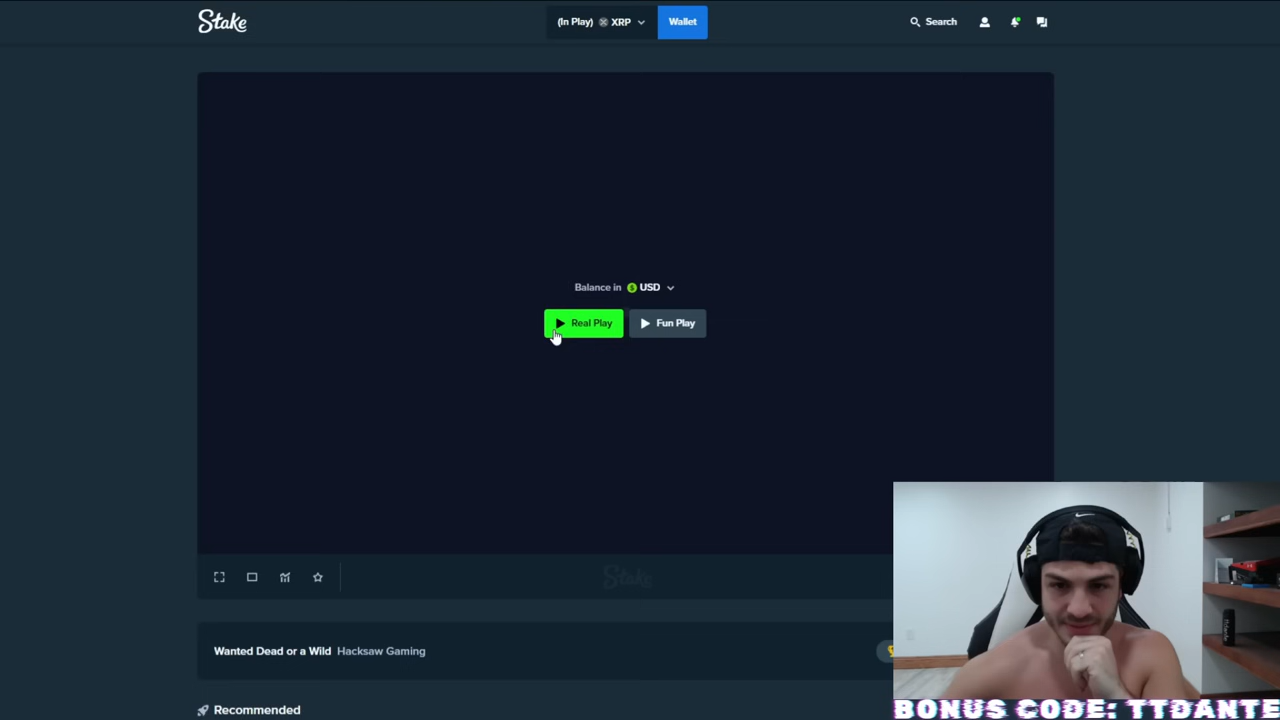 Stake
(In Play) XRP
Wallet
Search
Balance in USD
Real Play
Fun Play
Stake
Wanted Dead or a Wild Hacksaw Gaming
Recommended
BONUS CODE: TTDANTE